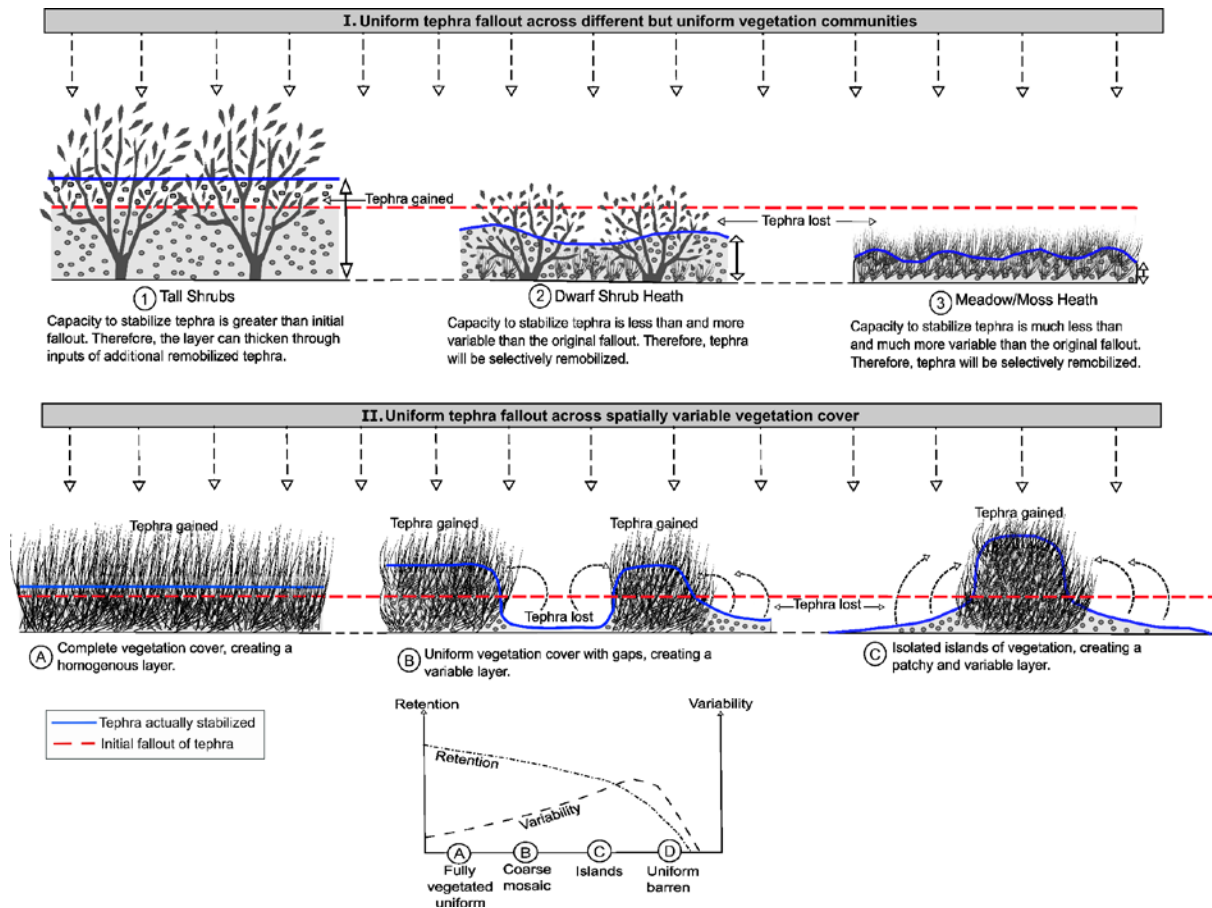 I. Uniform tephra fallout across different but uniform vegetation communities
Tephra gained
Tephra lost
1 Tall Shrubs
Capacity to stabilize tephra is greater than initial
fallout. Therefore, the layer can thicken through
inputs of additional remobilized tephra.
2 Dwarf Shrub Heath
Capacity to stabilize tephra is less than and more
variable than the original fallout. Therefore, tephra
will be selectively remobilized.
3 Meadow/Moss Heath
Capacity to stabilize tephra is much less than
and much more variable than the original fallout.
Therefore, tephra will be selectively remobilized.
II. Uniform tephra fallout across spatially variable vegetation cover
Tephra gained
Tephra gained
Tephra gained
Tephra gained
Tephra lost
Tephra lost
A Complete vegetation cover, creating a
homogenous layer.
B Uniform vegetation cover with gaps, creating a
variable layer.
C Isolated islands of vegetation, creating a
patchy and variable layer.
Tephra actually stabilized
Initial fallout of tephra
Retention
Variability
Retention
Variability
A
B
C
D
Fully
vegetated
uniform
Coarse
mosaic
Islands
Uniform
barren